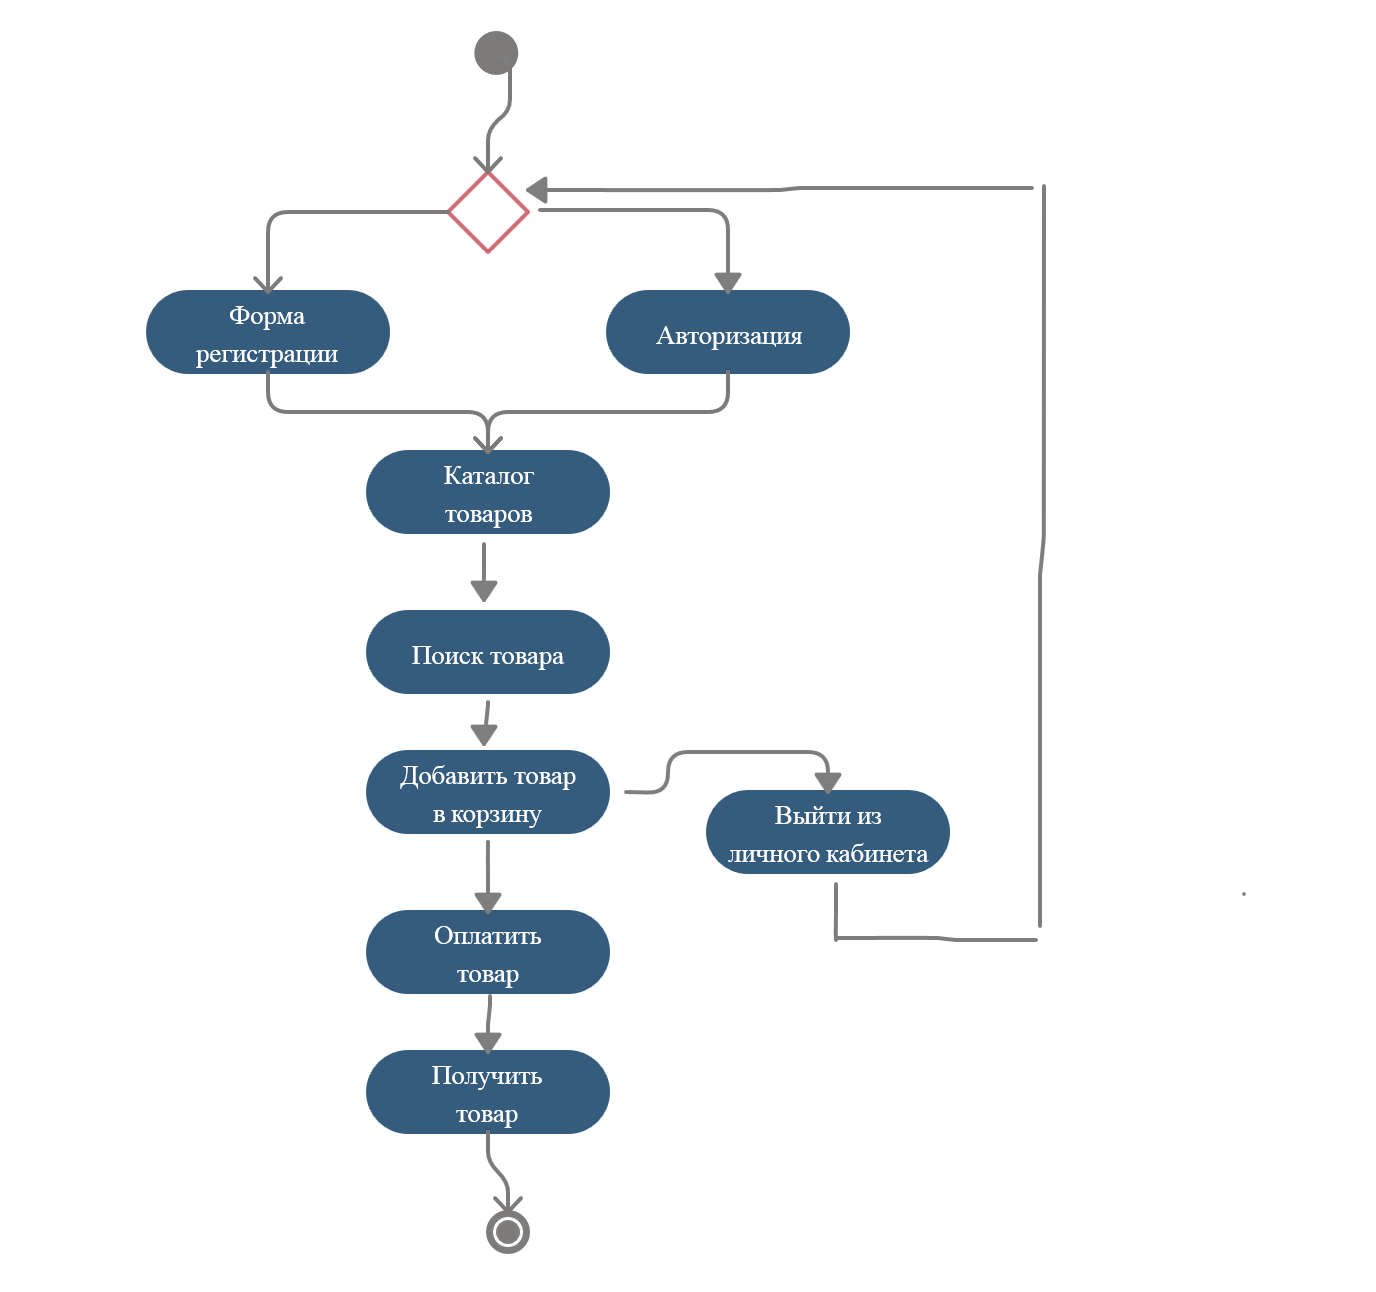 Форма
регистрации
Авторизация
Каталог
товаров
Поиск товара
Добавить товар
в корзину
Выйти из
личного кабинета
Оплатить
товар
Получить
товар